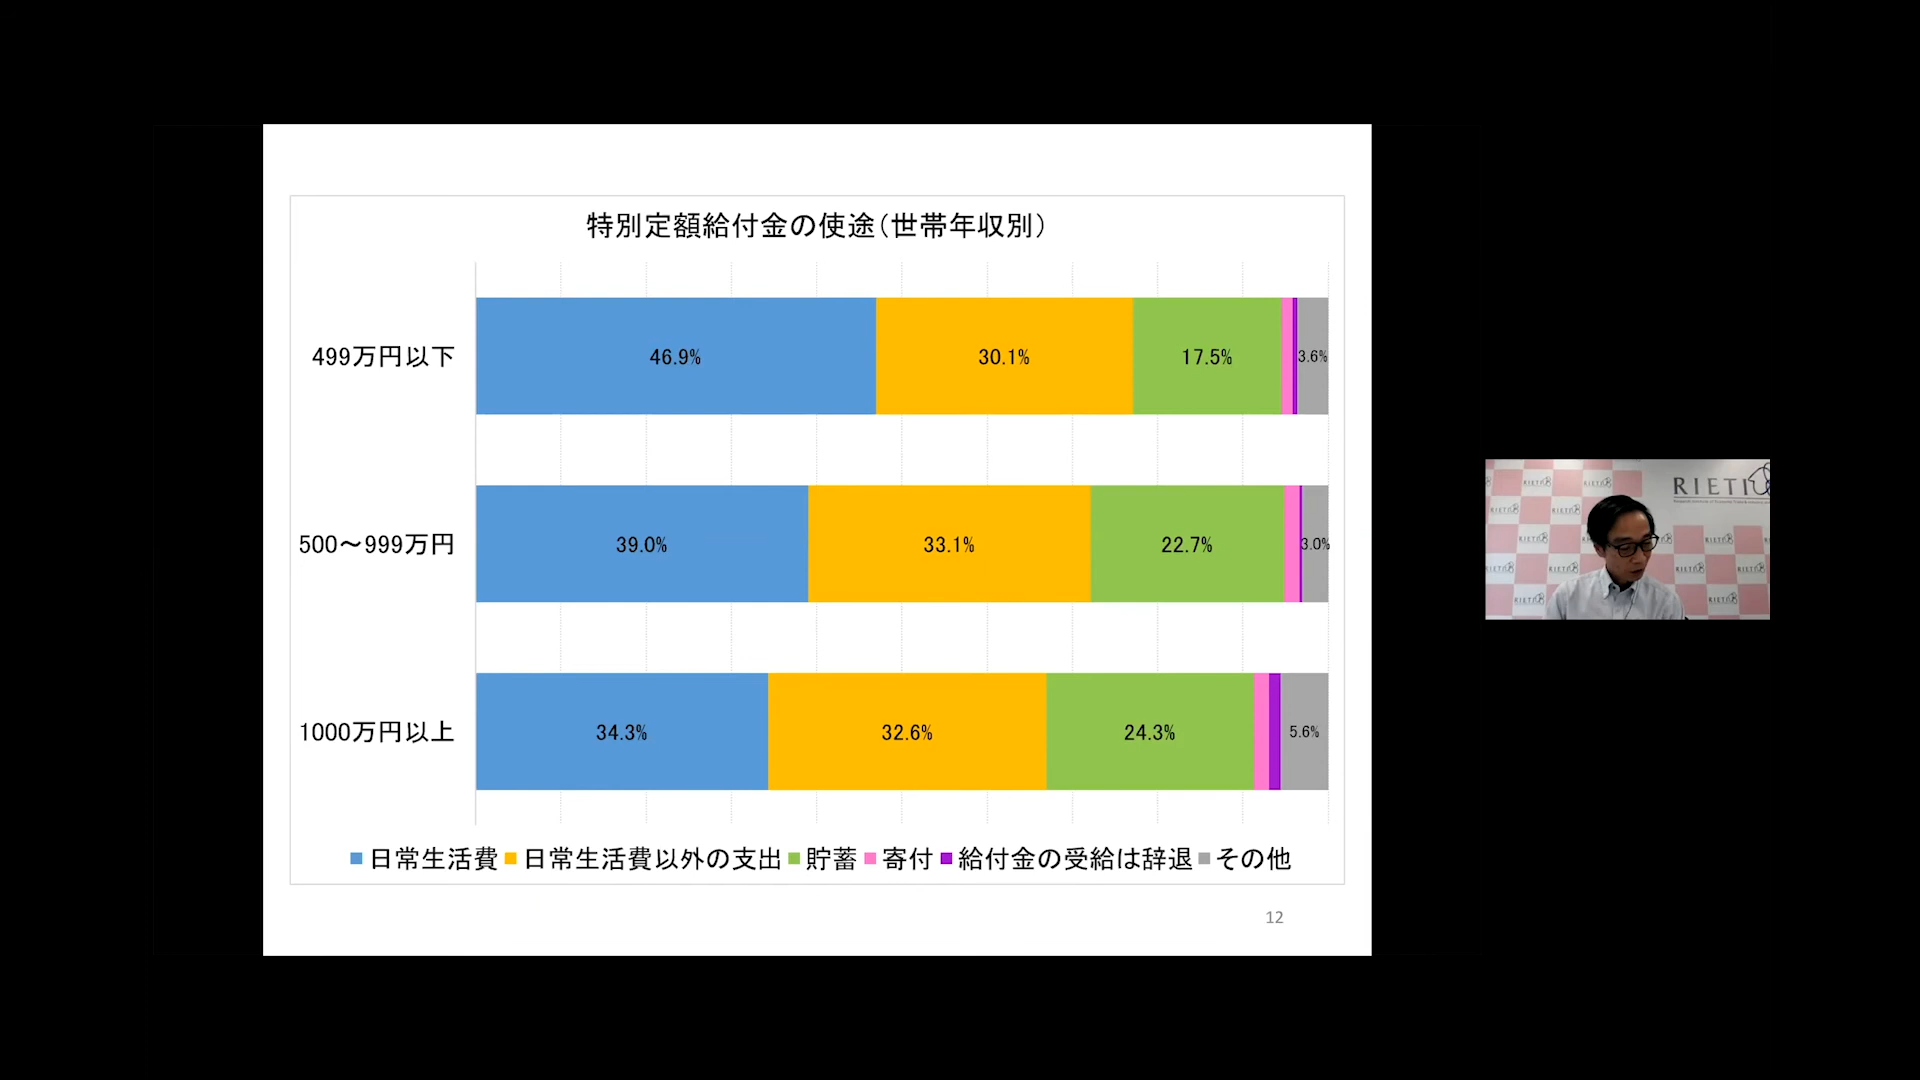 特別定額給付金の使途(世帯年収別)
499万円以下
46.9%
30.1%
17.5%
3.6%
500～999万円
39.0%
33.1%
22.7%
3.0%
1000万円以上
34.3%
32.6%
24.3%
5.6%
日常生活費 日常生活費以外の支出 貯蓄 寄付 給付金の受給は辞退 その他
12
RIETI